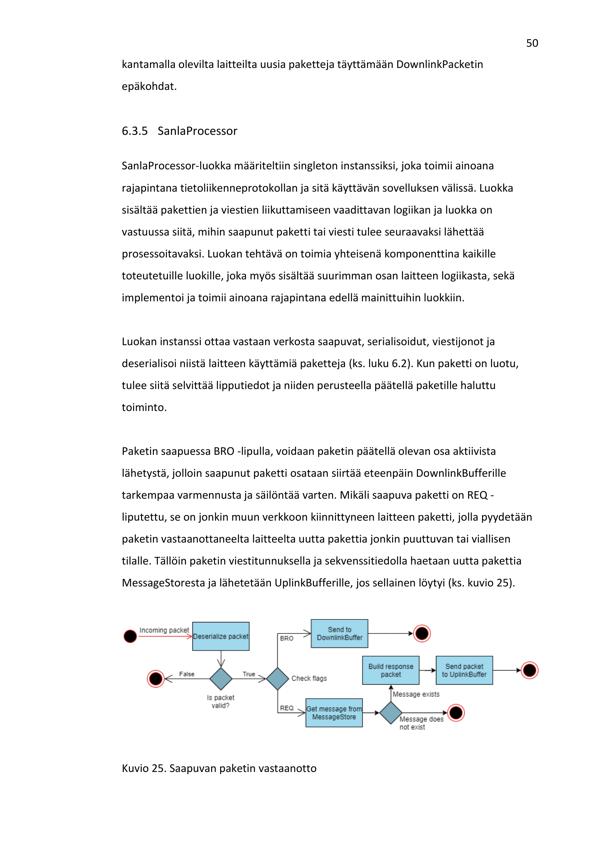 50
kantamalla olevilta laitteilta uusia paketteja täyttämään DownlinkPacketin
epäkohdat.
6.3.5 SanlaProcessor
SanlaProcessor-luokka määriteltiin singleton instanssiksi, joka toimii ainoana
rajapintana tietoliikenneprotokollan ja sitä käyttävän sovelluksen välissä. Luokka
sisältää pakettien ja viestien liikuttamiseen vaadittavan logiikan ja luokka on
vastuussa siitä, mihin saapunut paketti tai viesti tulee seuraavaksi lähettää
prosessoitavaksi. Luokan tehtävä on toimia yhteisenä komponenttina kaikille
toteutetuille luokille, joka myös sisältää suurimman osan laitteen logiikasta, sekä
implementoi ja toimii ainoana rajapintana edellä mainittuihin luokkiin.
Luokan instanssi ottaa vastaan verkosta saapuvat, serialisoidut, viestijonot ja
deserialisoi niistä laitteen käyttämiä paketteja (ks. luku 6.2). Kun paketti on luotu,
tulee siitä selvittää lipputiedot ja niiden perusteella päätellä paketille haluttu
toiminto.
Paketin saapuessa BRO -lipulla, voidaan paketin päätellä olevan osa aktiivista
lähetystä, jolloin saapunut paketti osataan siirtää eteenpäin DownlinkBufferille
tarkempaa varmennusta ja säilöntää varten. Mikäli saapuva paketti on REQ -
liputettu, se on jonkin muun verkkoon kiinnittyneen laitteen paketti, jolla pyydetään
paketin vastaanottaneelta laitteelta uutta pakettia jonkin puuttuvan tai viallisen
tilalle. Tällöin paketin viestitunnuksella ja sekvenssitiedolla haetaan uutta pakettia
MessageStoresta ja lähetetään UplinkBufferille, jos sellainen löytyi (ks. kuvio 25).
Incoming packet
Deserialize packet
BRO
Send to
DownlinkBuffer
False
True
Check flags
Is packet
valid?
Build response
packet
Send packet
to UplinkBuffer
REQ
Get message from
MessageStore
Message exists
Message does
not exist
Kuvio 25. Saapuvan paketin vastaanotto